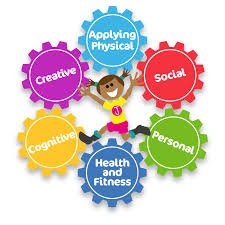 Applying
Physical
Creative
Social
Cognitive
Personal
Health
and
Fitness